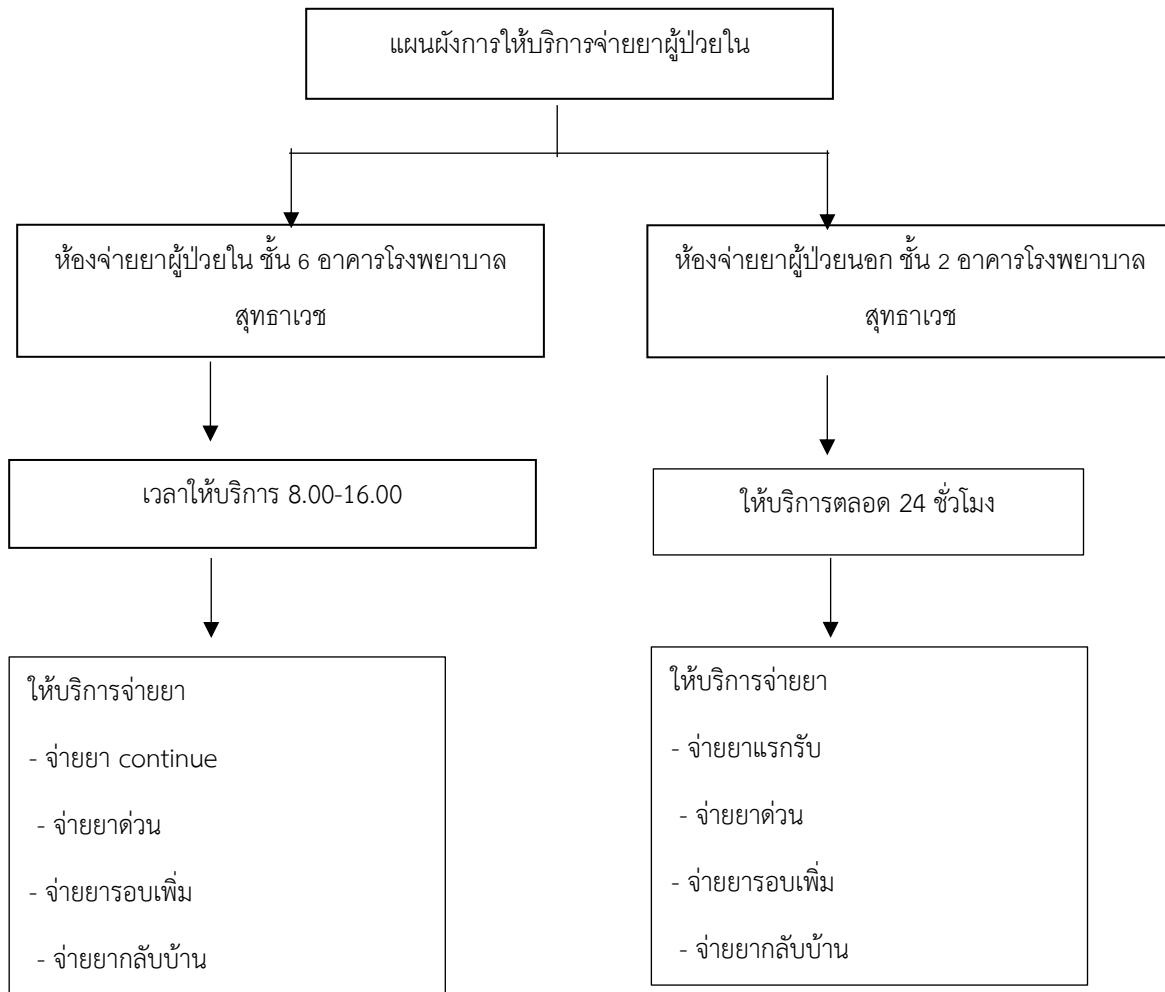 แผนผังการให้บริการจ่ายยาผู้ป่วยใน
ห้องจ่ายยาผู้ป่วยใน ชั้น 6 อาคารโรงพยาบาล
สุทธาเวช
เวลาให้บริการ 8.00-16.00
ให้บริการจ่ายยา
- จ่ายยา continue
- จ่ายยาด่วน
- จ่ายยารอบเพิ่ม
- จ่ายยากลับบ้าน
ห้องจ่ายยาผู้ป่วยนอก ชั้น 2 อาคารโรงพยาบาล
สุทธาเวช
ให้บริการตลอด 24 ชั่วโมง
ให้บริการจ่ายยา
- จ่ายยาแรกรับ
- จ่ายยาด่วน
- จ่ายยารอบเพิ่ม
- จ่ายยากลับบ้าน